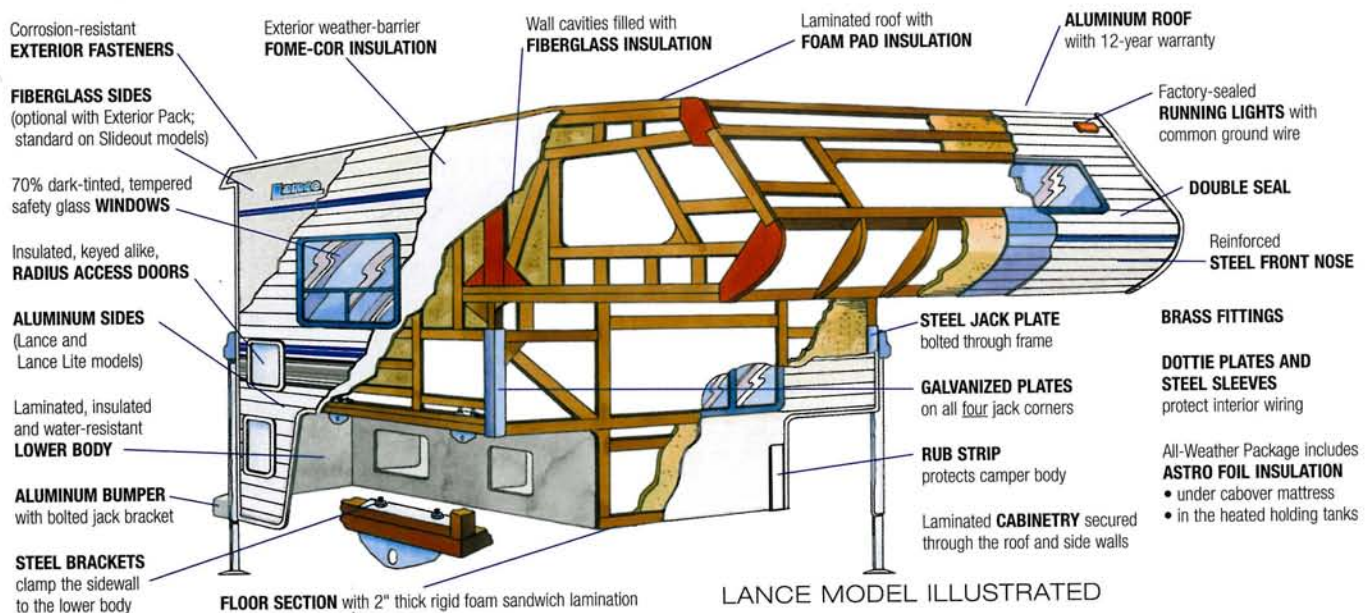 Corrosion-resistant
EXTERIOR FASTENERS
FIBERGLASS SIDES
(optional with Exterior Pack;
standard on Slideout models)
70% dark-tinted, tempered
safety glass WINDOWS
Insulated, keyed alike,
RADIUS ACCESS DOORS
ALUMINUM SIDES
(Lance and
Lance Lite models)
Laminated, insulated
and water-resistant
LOWER BODY
ALUMINUM BUMPER
with bolted jack bracket
STEEL BRACKETS
clamp the sidewall
to the lower body
Exterior weather-barrier
FOME-COR INSULATION
Wall cavities filled with
FIBERGLASS INSULATION
Laminated roof with
FOAM PAD INSULATION
ALUMINUM ROOF
wiith 12-year warranty
Factory-sealed
RUNNING LIGHTS with
common ground wire
DOUBLE SEAL
Reinforced
STEEL FRONT NOSE
Lance
STEEL JACK PLATE
bolted through frame
GALVANIZED PLATES
on all four jack corners
RUB STRIP
protects camper body
Laminated CABINETRY secured
through the roof and side walls
BRASS FITTINGS
DOTTIE PLATES AND
STEEL SLEEVES
protect interior wiring
All-Weather Package includes
ASTRO FOIL INSULATION
• under cabover mattress
• in the heated holding tanks
FLOOR SECTION with 2" thick rigid foam sandwich lamination
LANCE MODEL ILLUSTRATED